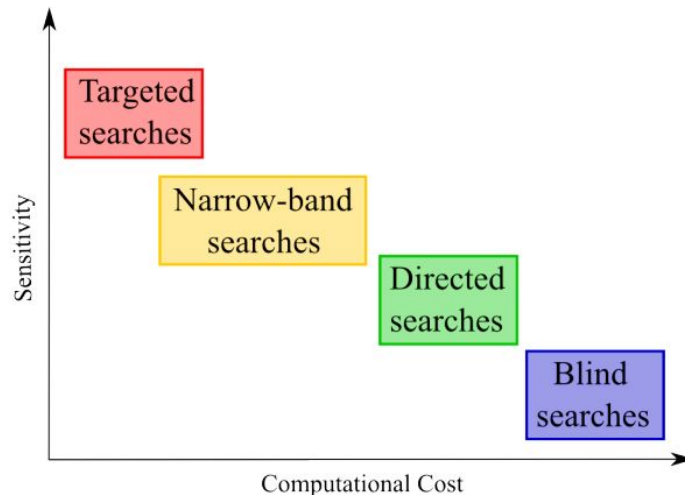 Targeted
searches
Narrow-band
searches
Directed
searches
Blind
searches
Sensitivity
Computational Cost